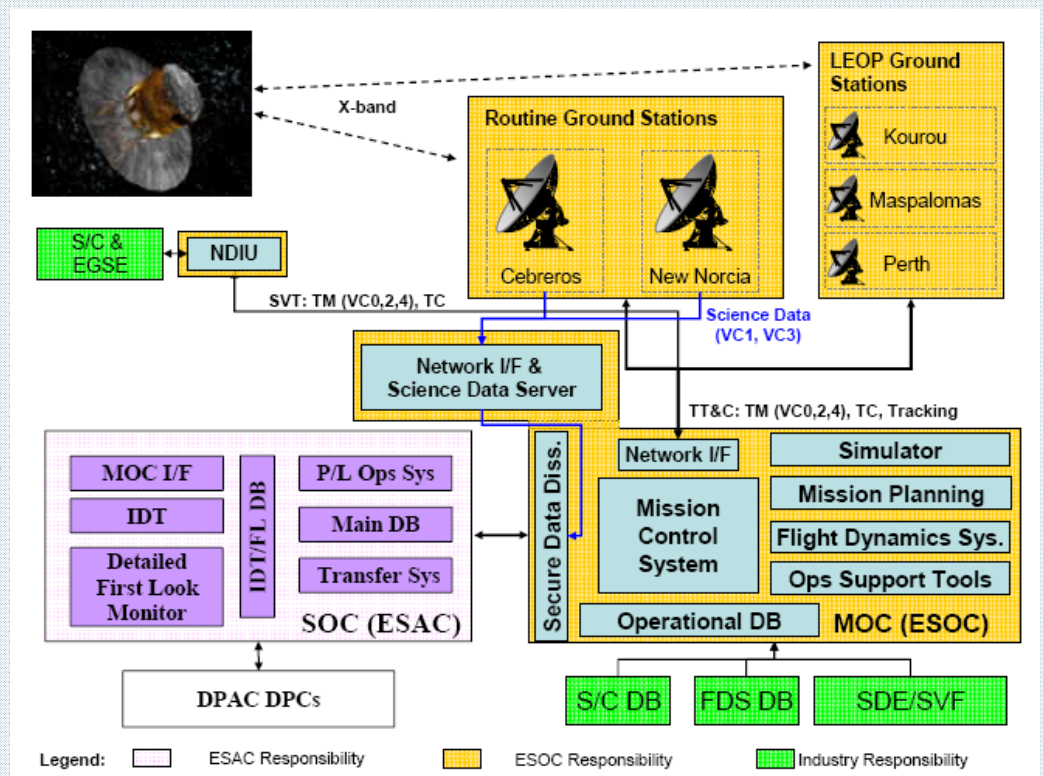 X-band
LEOP Ground
Stations
Kourou
Maspalomas
Perth
Routine Ground Stations
Cebreros
New Norcia
S/C &
EGSE
NDIU
SVT: TM (VC0,2,4), TC
Science Data
(VC1, VC3)
Network I/F &
Science Data Server
TT&C: TM (VC0,2,4), TC, Tracking
MOC I/F
IDT
Detailed
First Look
Monitor
IDT/FL DB
P/L Ops Sys
Main DB
Transfer Sys
SOC (ESAC)
Secure Data Diss.
Network I/F
Mission
Control
System
Simulator
Mission Planning
Flight Dynamics Sys.
Ops Support Tools
Operational DB
MOC (ESOC)
DPAC DPCs
S/C DB
FDS DB
SDE/SVF
Legend:
ESAC Responsibility
ESOC Responsibility
Industry Responsibility